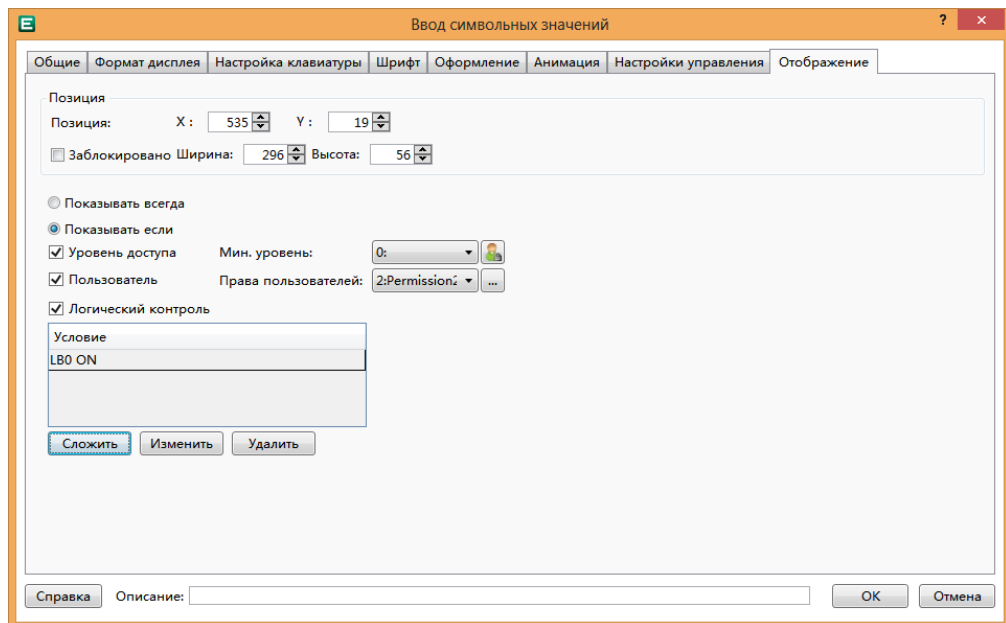 E Ввод символьных значений ? ×
Общие Формат дисплея Настройка клавиатуры Шрифт Оформление Анимация Настройки управления Отображение
Позиция
Позиция: X : 535 Y : 19
Заблокировано Ширина: 296 Высота: 56
Показывать всегда
Показывать если
Уровень доступа Мин. уровень: 0:
Пользователь Права пользователей: 2:Permission2 ...
Логический контроль
Условие
LB0 ON
Сложить Изменить Удалить
Справка Описание: OK Отмена